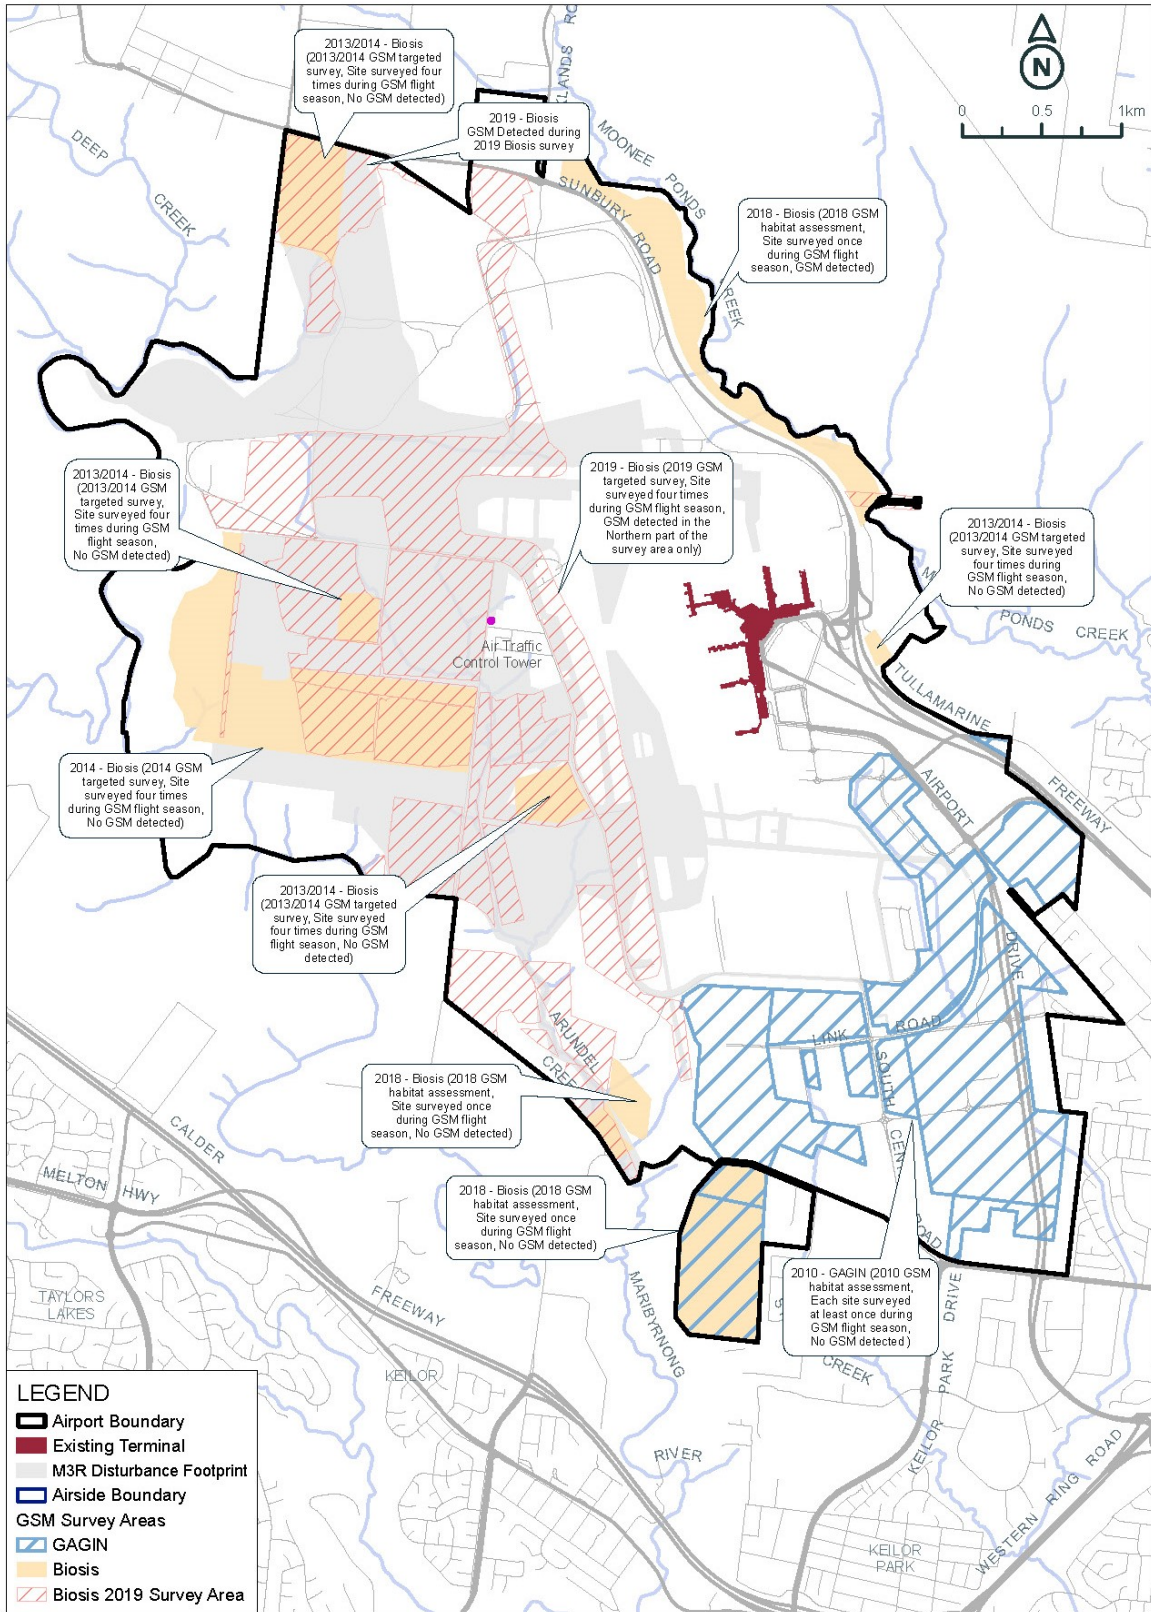 2013/2014 - Biosis
(2013/2014 GSM targeted
survey, Site surveyed four
times during GSM flight
season, No GSM detected)
N
0 0.5 1km
2019 - Biosis
GSM Detected during
2019 Biosis survey
MOONEE PONDS
CREEK
DEEP
CREEK
SUNBURY ROAD
2018 - Biosis (2018 GSM
habitat assessment,
Site surveyed once
during GSM flight
season, GSM detected)
2013/2014 - Biosis
(2013/2014 GSM
targeted survey,
Site surveyed four
times during GSM
flight season,
No GSM detected)
2019 - Biosis (2019 GSM
targeted survey, Site
surveyed four times
during GSM flight season,
GSM detected in the
Northern part of the
survey area only)
2013/2014 - Biosis
(2013/2014 GSM targeted
survey, Site surveyed
four times during
GSM flight season,
No GSM detected)
PONDS CREEK
Air Traffic
Control Tower
TULLAMARINE
FREEWAY
2014 - Biosis (2014 GSM
targeted survey, Site
surveyed four times
during GSM flight season,
No GSM detected)
AIRPORT
DRIVE
2013/2014 - Biosis
(2013/2014 GSM targeted
survey, Site surveyed
four times during GSM
flight season, No GSM
detected)
ARUNDEL
LINK ROAD
SOUTH
2018 - Biosis (2018 GSM
habitat assessment,
Site surveyed once
during GSM flight
season, No GSM detected)
CALDER
FREEWAY
MELTON HWY
2018 - Biosis (2018 GSM
habitat assessment,
Site surveyed once
during GSM flight
season, No GSM detected)
2010 - GAGIN (2010 GSM
habitat assessment,
Each site surveyed
at least once during
GSM flight season,
No GSM detected )
TAYLORS
LAKES
MARIBYRNONG
RIVER
CREEK
KEILOR PARK DRIVE
KEILOR
WESTERN RING ROAD
KEILOR
PARK
LEGEND
Airport Boundary
Existing Terminal
M3R Disturbance Footprint
Airside Boundary
GSM Survey Areas
GAGIN
Biosis
Biosis 2019 Survey Area